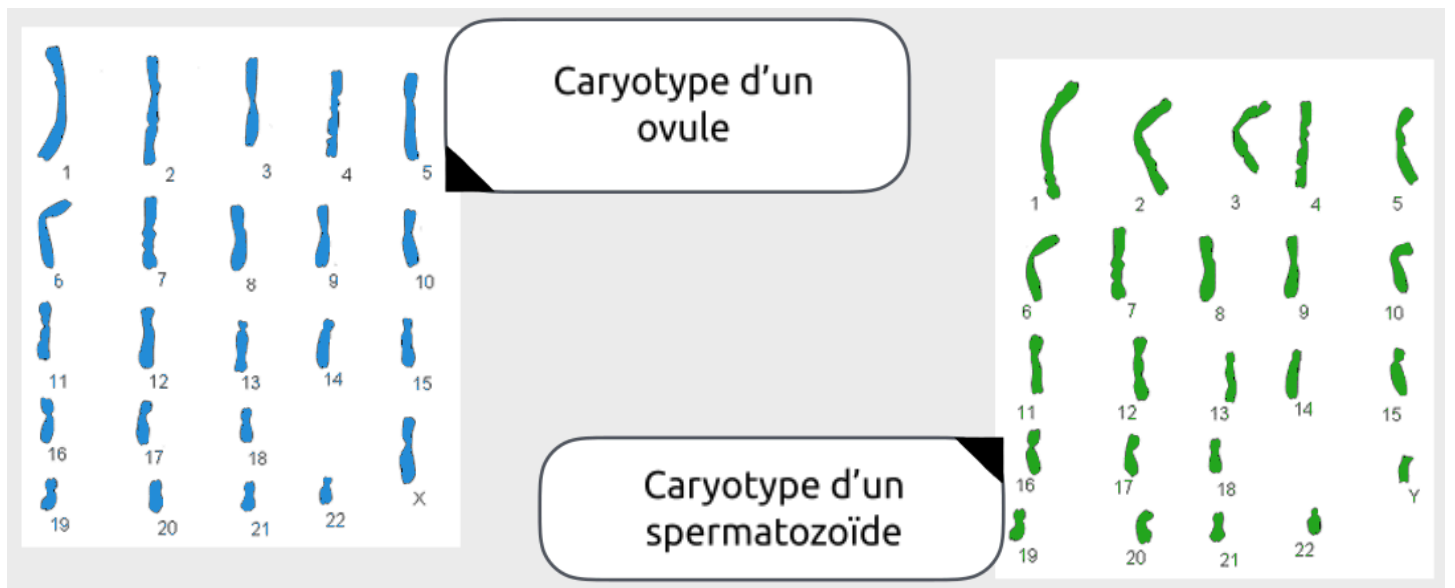 Caryotype d'un
ovule
1 2 3 4 5
6 7 8 9 10
11 12 13 14 15
16 17 18
19 20 21 22 X
1 2 3 4 5
6 7 8 9 10
11 12 13 14 15
16 17 18
19 20 21 22 Y
Caryotype d'un
spermatozoïde